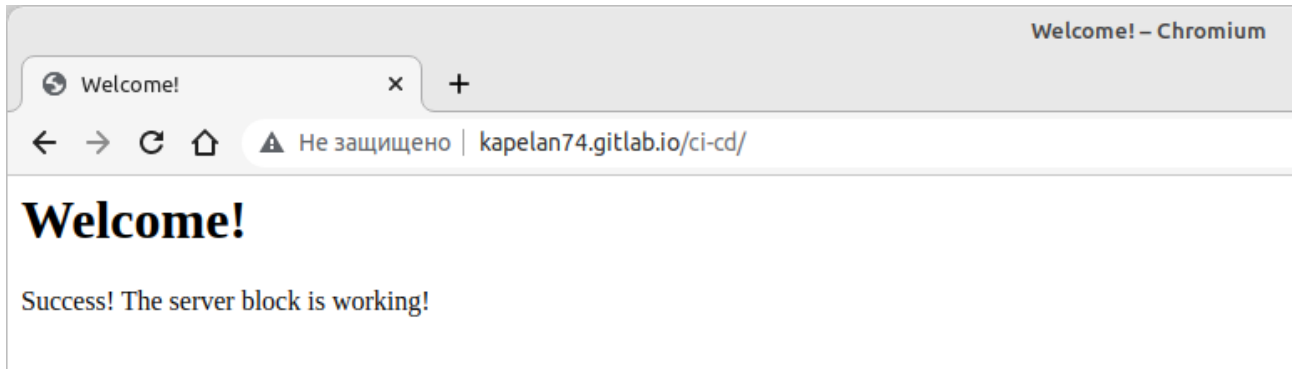 Welcome! – Chromium
Welcome!
Не защищено | kapelan74.gitlab.io/ci-cd/
Welcome!
Success! The server block is working!